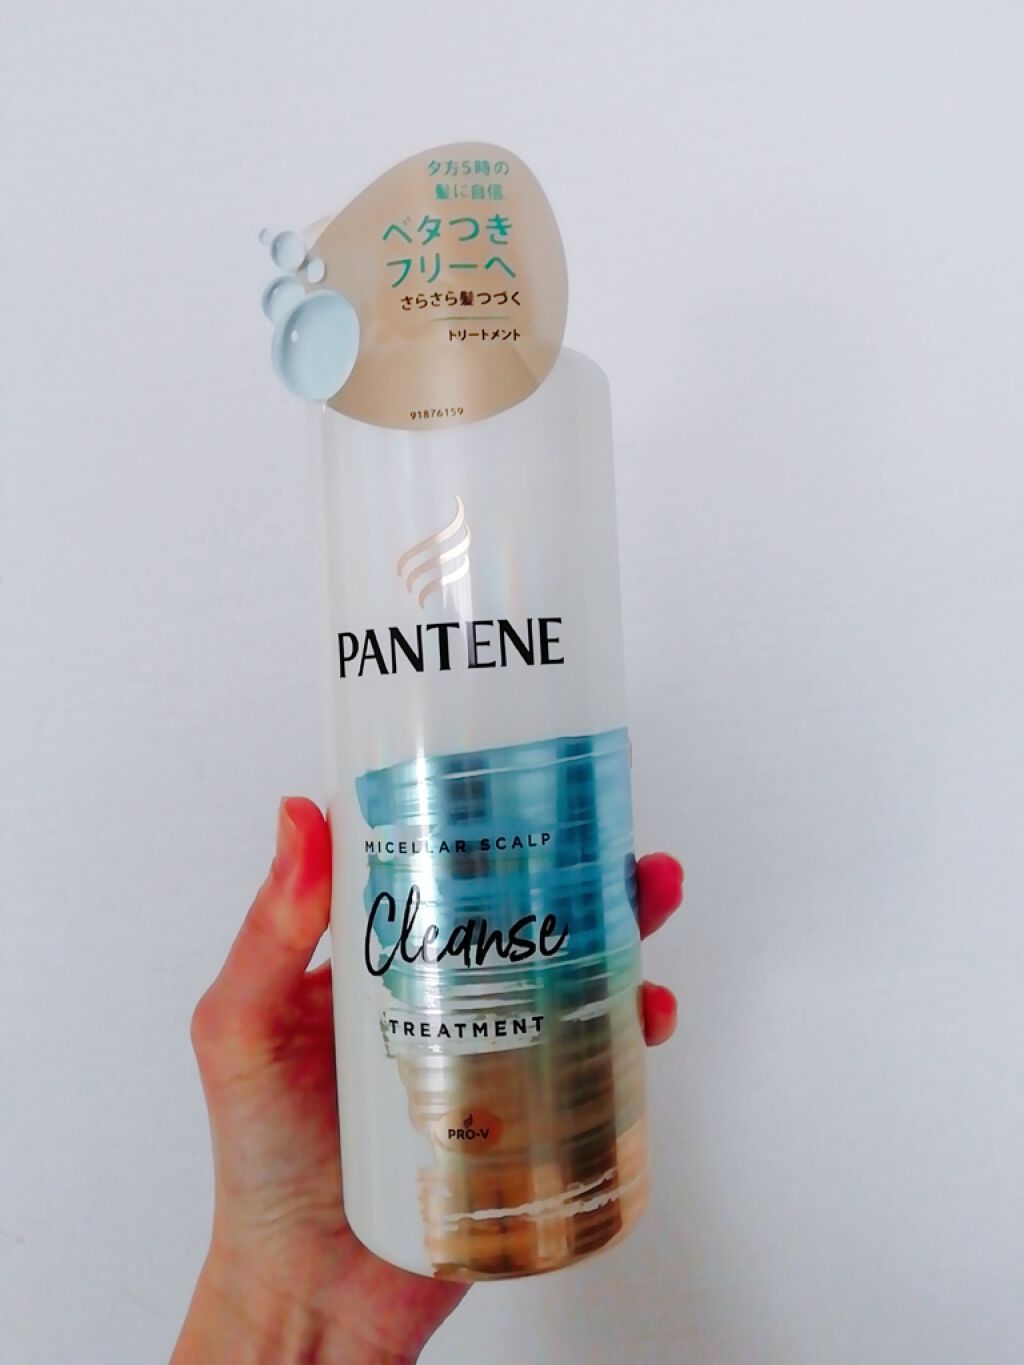 夕方5時の
髪に自信
ベタつき
フリーへ
さらさら髪つづく
トリートメント
91876159
PANTENE
MICELLAR SCALP
Cleanse
TREATMENT
PRO-V